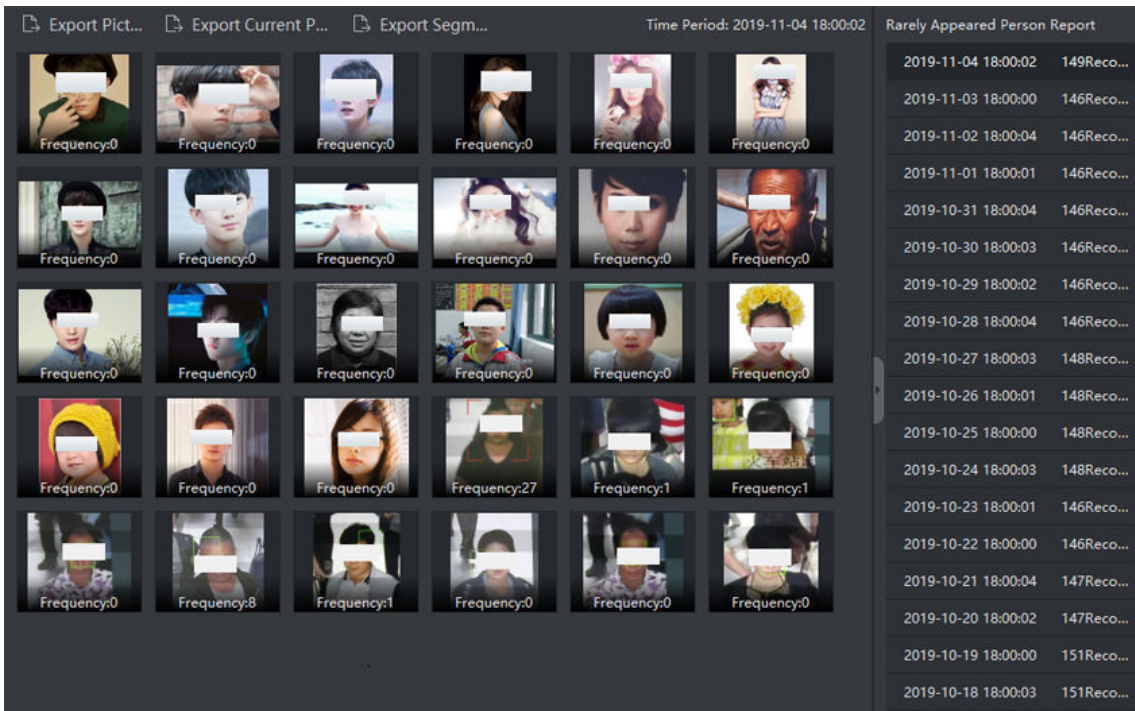 Export Pict... Export Current P... Export Segm... Time Period: 2019-11-04 18:00:02
Frequency:0 Frequency:0 Frequency:0 Frequency:0 Frequency:0 Frequency:0
Frequency:0 Frequency:0 Frequency:0 Frequency:0 Frequency:0 Frequency:0
Frequency:0 Frequency:0 Frequency:0 Frequency:0 Frequency:0 Frequency:0
Frequency:0 Frequency:0 Frequency:0 Frequency:27 Frequency:1 Frequency:1
Frequency:0 Frequency:8 Frequency:1 Frequency:0 Frequency:0 Frequency:0
Rarely Appeared Person Report
2019-11-04 18:00:02 149Reco...
2019-11-03 18:00:00 146Reco...
2019-11-02 18:00:04 146Reco...
2019-11-01 18:00:01 146Reco...
2019-10-31 18:00:04 146Reco...
2019-10-30 18:00:03 146Reco...
2019-10-29 18:00:02 146Reco...
2019-10-28 18:00:04 146Reco...
2019-10-27 18:00:03 148Reco...
2019-10-26 18:00:01 148Reco...
2019-10-25 18:00:00 148Reco...
2019-10-24 18:00:03 148Reco...
2019-10-23 18:00:01 146Reco...
2019-10-22 18:00:00 146Reco...
2019-10-21 18:00:04 147Reco...
2019-10-20 18:00:02 147Reco...
2019-10-19 18:00:00 151Reco...
2019-10-18 18:00:03 151Reco...